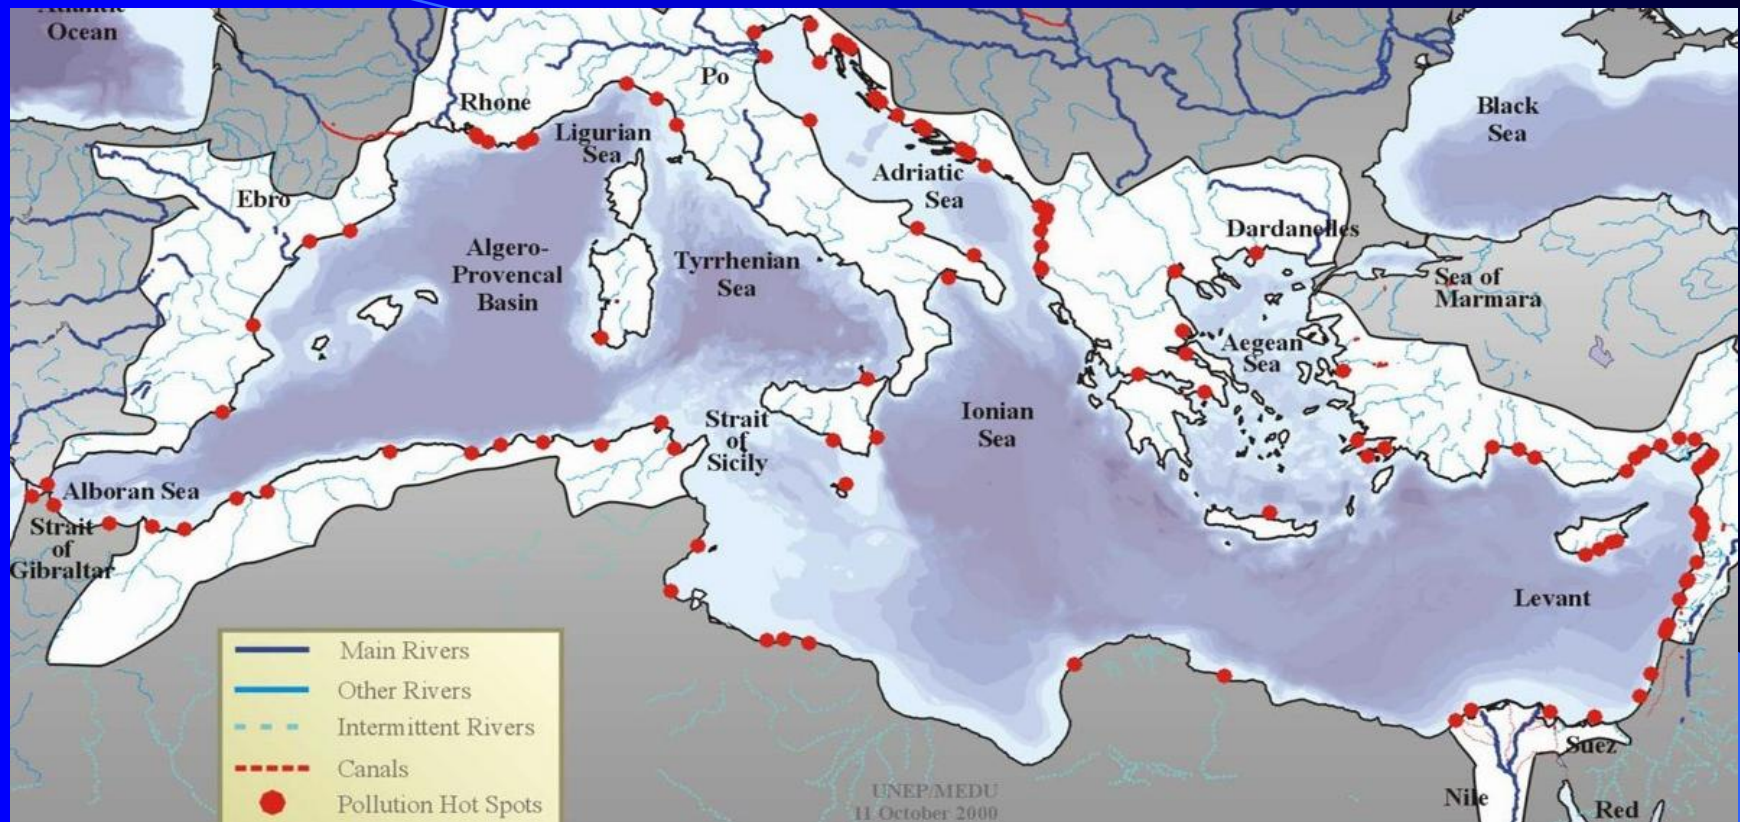 Atlantic
Ocean
Rhone
Po
Black
Sea
Ligurian
Sea
Adriatic
Sea
Ebro
Dardanelles
Algero-
Provencal
Basin
Tyrrhenian
Sea
Sea of
Marmara
Aegean
Sea
Ionian
Sea
Strait
of
Sicily
Alboran Sea
Strait
of
Gibraltar
Levant
Main Rivers
Other Rivers
Intermittent Rivers
Canals
Pollution Hot Spots
UNEP/MEDU
11 October 2000
Suez
Nile
Red